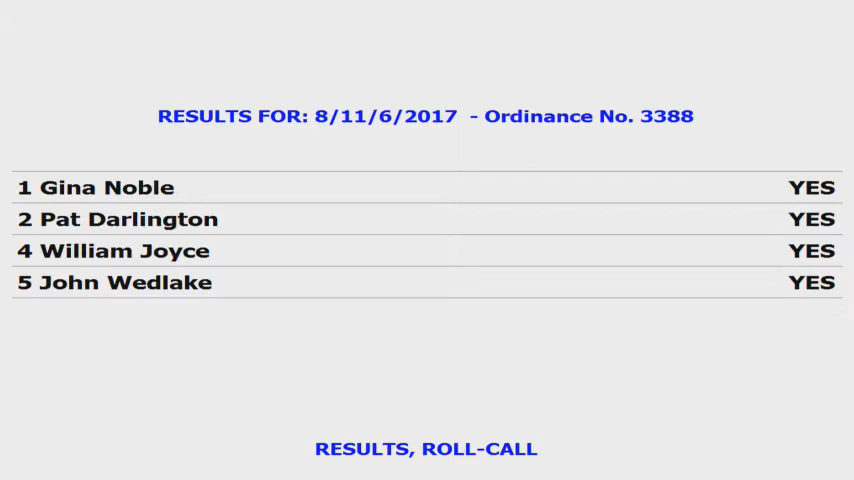 RESULTS FOR: 8/11/6/2017 - Ordinance No. 3388
1 Gina Noble YES
2 Pat Darlington YES
4 William Joyce YES
5 John Wedlake YES
RESULTS, ROLL-CALL